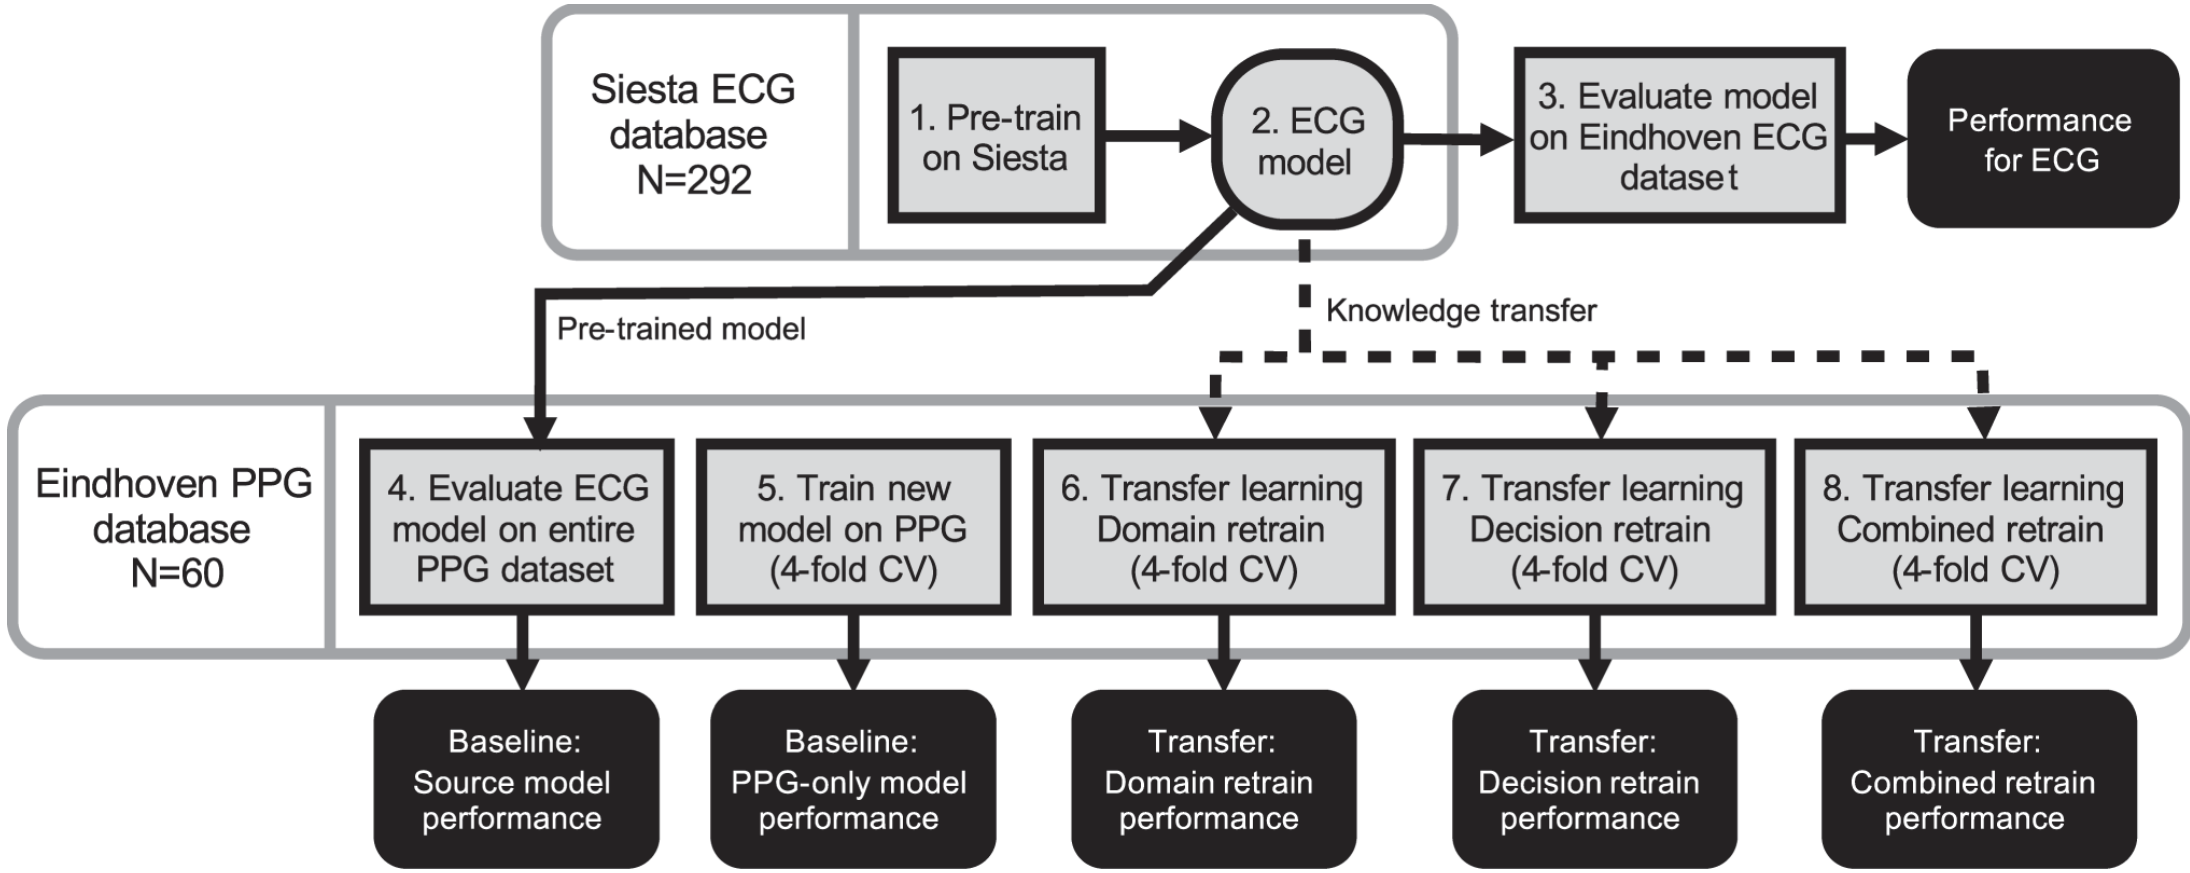 Siesta ECG
database
N=292
1. Pre-train
on Siesta
2. ECG
model
3. Evaluate model
on Eindhoven ECG
dataset
Performance
for ECG
Pre-trained model
Knowledge transfer
Eindhoven PPG
database
N=60
4. Evaluate ECG
model on entire
PPG dataset
5. Train new
model on PPG
(4-fold CV)
6. Transfer learning
Domain retrain
(4-fold CV)
7. Transfer learning
Decision retrain
(4-fold CV)
8. Transfer learning
Combined retrain
(4-fold CV)
Baseline:
Source model
performance
Baseline:
PPG-only model
performance
Transfer:
Domain retrain
performance
Transfer:
Decision retrain
performance
Transfer:
Combined retrain
performance